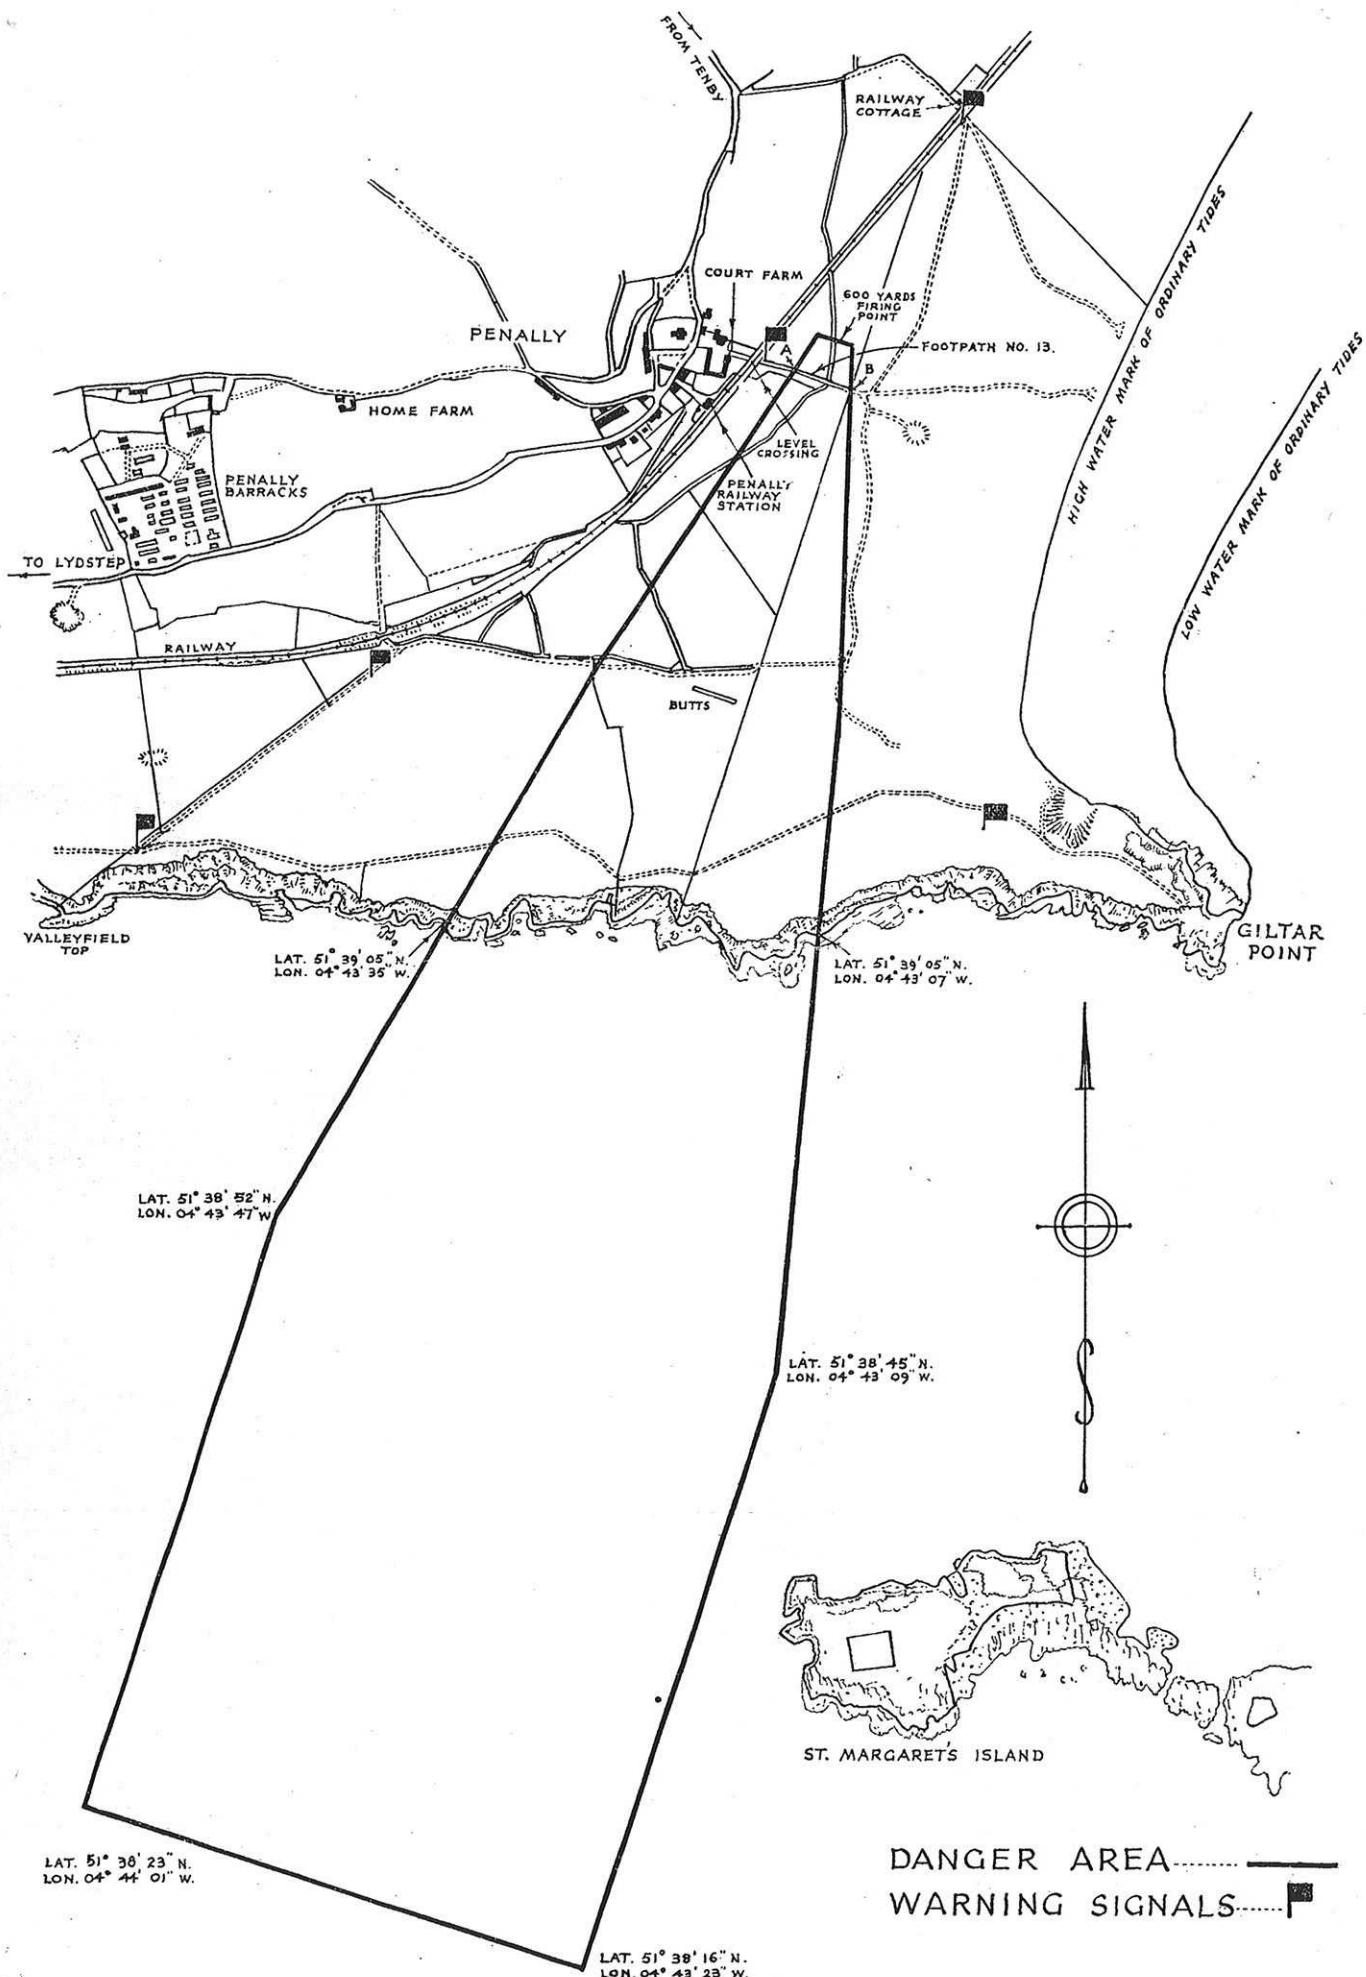 FROM TENBY
RAILWAY
COTTAGE
HIGH WATER MARK OF ORDINARY TIDES
LOW WATER MARK OF ORDINARY TIDES
COURT FARM
600 YARDS
FIRING
POINT
PENALLY
A
FOOTPATH NO. 13.
B
HOME FARM
LEVEL
CROSSING
PENALLY
RAILWAY
STATION
PENALLY
BARRACKS
TO LYDSTEP
RAILWAY
BUTTS
VALLEYFIELD
TOP
LAT. 51° 39' 05" N.
LON. 04° 43' 35" W.
LAT. 51° 39' 05" N.
LON. 04° 43' 07" W.
GILTAR
POINT
LAT. 51° 38' 52" N.
LON. 04° 43' 47" W
LAT. 51° 38' 45" N.
LON. 04° 43' 09" W.
S
ST. MARGARET'S ISLAND
LAT. 51° 38' 23" N.
LON. 04° 44' 01" W.
DANGER AREA
WARNING SIGNALS
LAT. 51° 38' 16" N.
LON. 04° 43' 23" W.